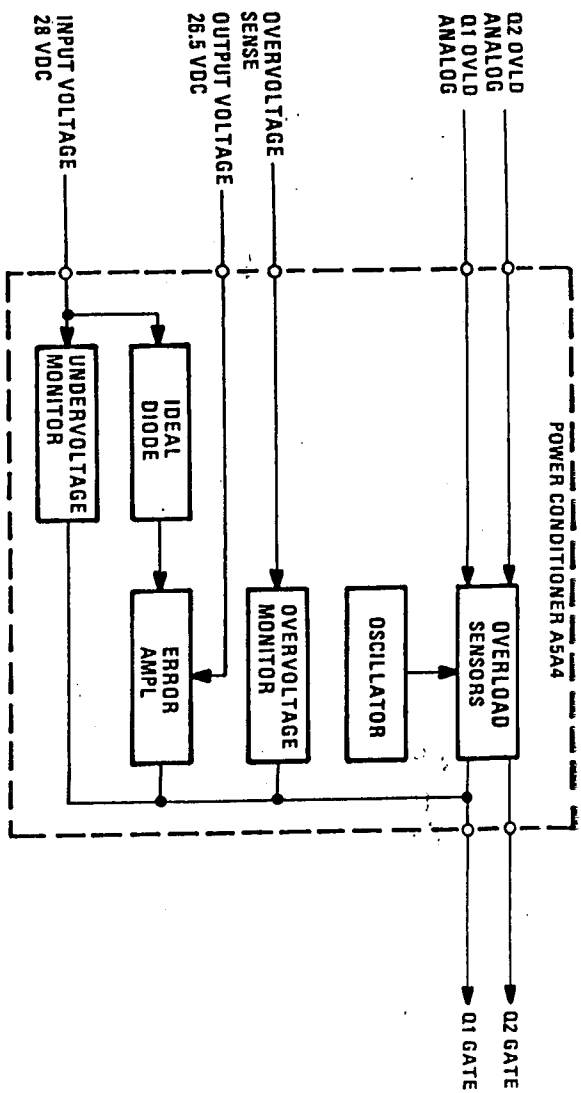 POWER CONDITIONER A5A4
Q2 OVLD
ANALOG
Q1 OVLD
ANALOG
OVERLOAD
SENSORS
Q2 GATE
Q1 GATE
OSCILLATOR
OVERVOLTAGE
SENSE
OVERVOLTAGE
MONITOR
OUTPUT VOLTAGE
26.5 VDC
IDEAL
DIODE
ERROR
AMPL
INPUT VOLTAGE
28 VDC
UNDERVOLTAGE
MONITOR